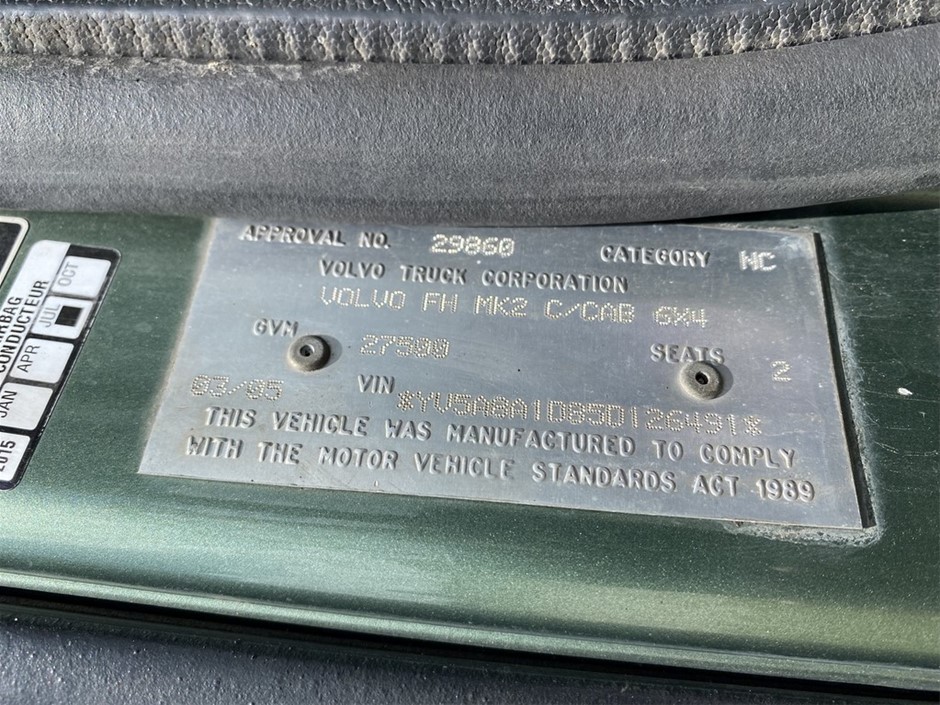 APPROVAL NO. 29860 CATEGORY NC
VOLVO TRUCK CORPORATION
VOLVO FH MK2 C/CAB 6X4
GVM 27500 SEATS 2
03/05 VIN *YV5A8A1D85D126491*
THIS VEHICLE WAS MANUFACTURED TO COMPLY
WITH THE MOTOR VEHICLE STANDARDS ACT 1989
CONDUCTEUR
2015 JAN APR JUL OCT